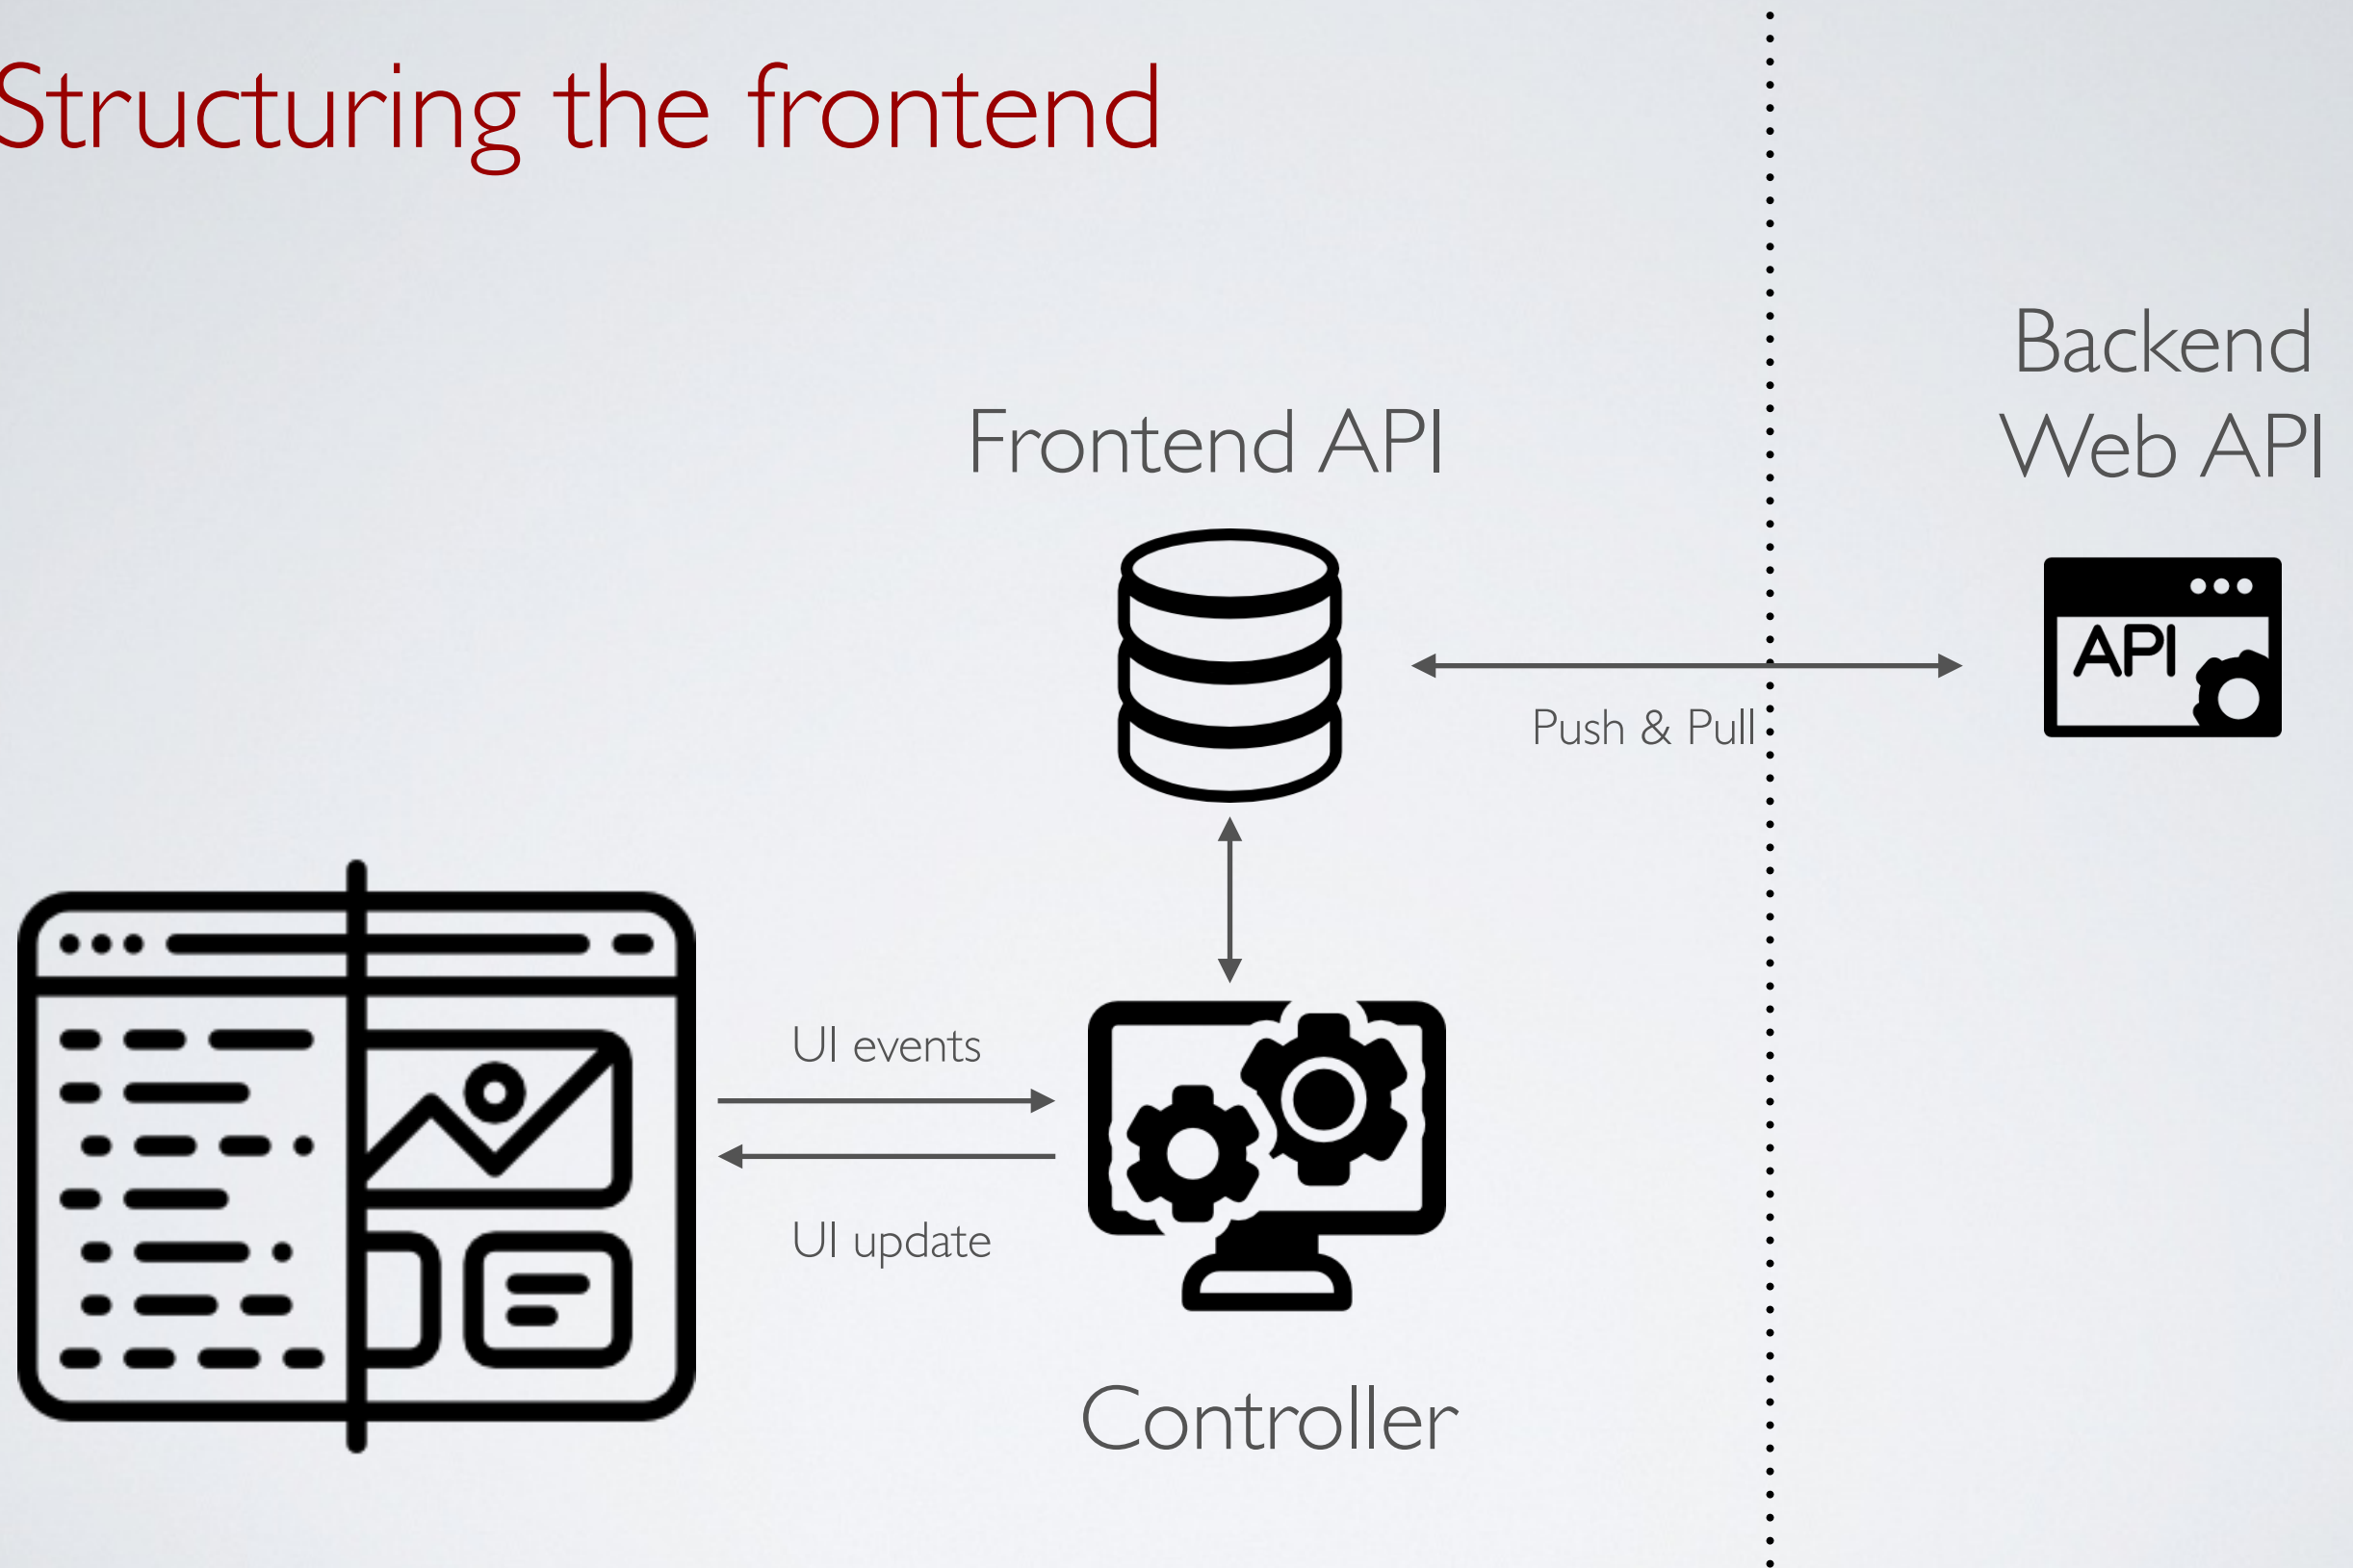 Structuring the frontend
Backend
Web API
Frontend API
API
Push & Pull
UI events
UI update
Controller